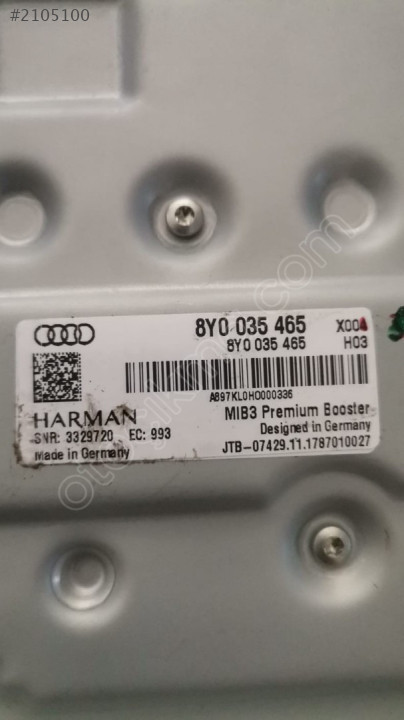 #2105100
8Y0 035 465 X004
8Y0 035 465 H03
A897KL0H0000336
HARMAN MIB3 Premium Booster
SNR: 3329720 EC: 993 Designed in Germany
Made in Germany JTB-07429.11.1787010027